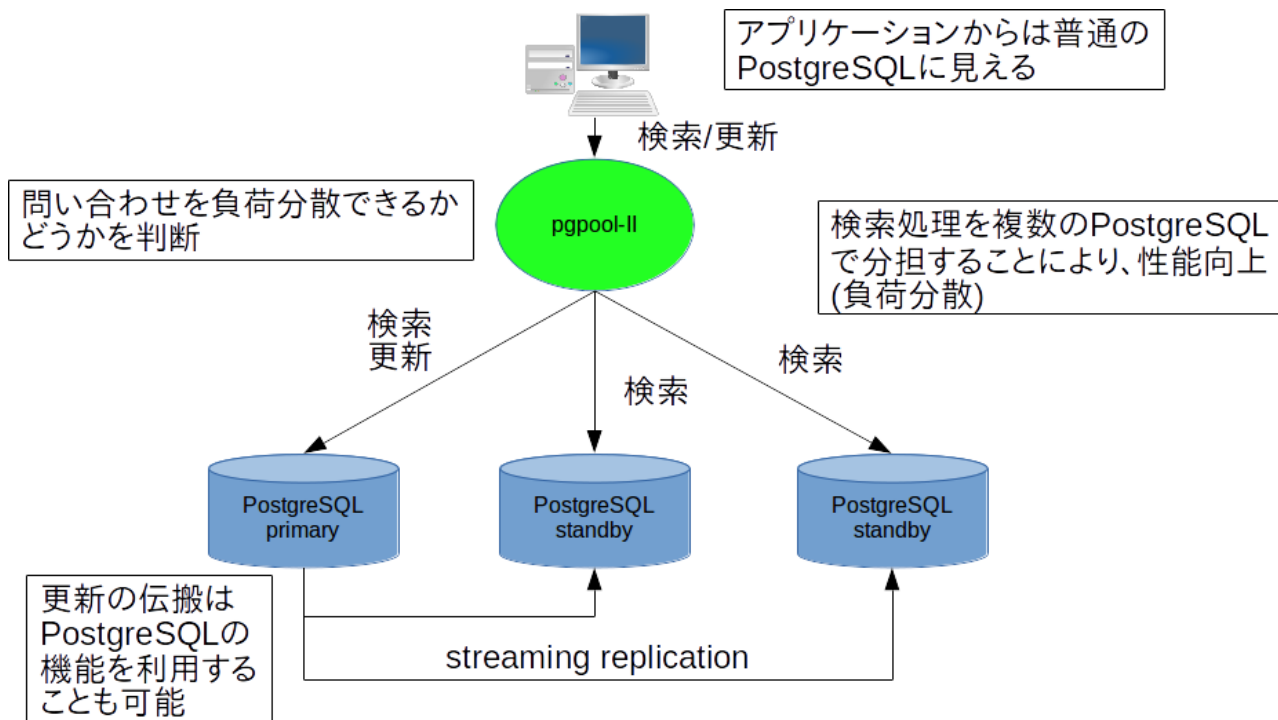 アプリケーションからは普通の
PostgreSQLに見える
検索/更新
問い合わせを負荷分散できるか
どうかを判断
pgpool-II
検索処理を複数のPostgreSQL
で分担することにより、性能向上
(負荷分散)
検索
更新
検索
検索
PostgreSQL
primary
PostgreSQL
standby
PostgreSQL
standby
更新の伝搬は
PostgreSQLの
機能を利用する
ことも可能
streaming replication